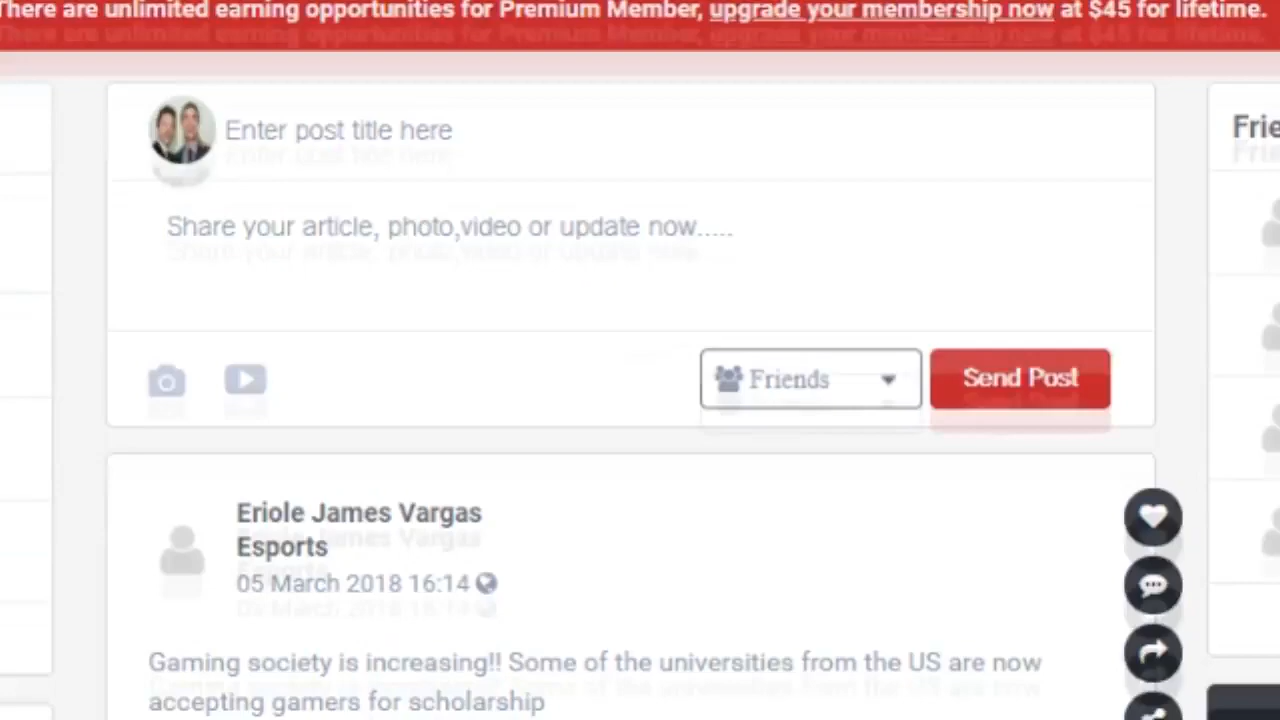 There are unlimited earning opportunities for Premium Member, upgrade your membership now at $45 for lifetime.
Enter post title here
Share your article, photo,video or update now.....
Friends
Send Post
Eriole James Vargas
Esports
05 March 2018 16:14
Gaming society is increasing!! Some of the universities from the US are now
accepting gamers for scholarship